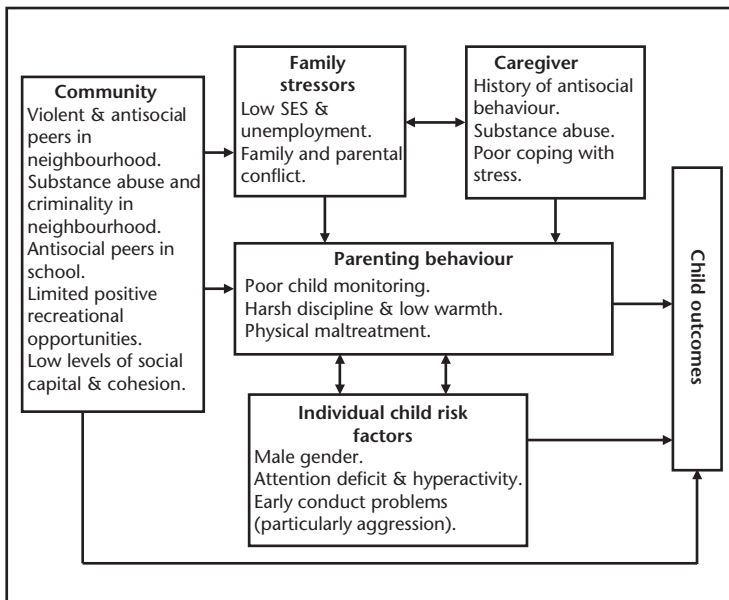 Community
Violent & antisocial
peers in
neighbourhood.
Substance abuse and
criminality in
neighbourhood.
Antisocial peers in
school.
Limited positive
recreational
opportunities.
Low levels of social
capital & cohesion.
Family
stressors
Low SES &
unemployment.
Family and parental
conflict.
Caregiver
History of antisocial
behaviour.
Substance abuse.
Poor coping with
stress.
Parenting behaviour
Poor child monitoring.
Harsh discipline & low warmth.
Physical maltreatment.
Individual child risk
factors
Male gender.
Attention deficit & hyperactivity.
Early conduct problems
(particularly aggression).
Child outcomes